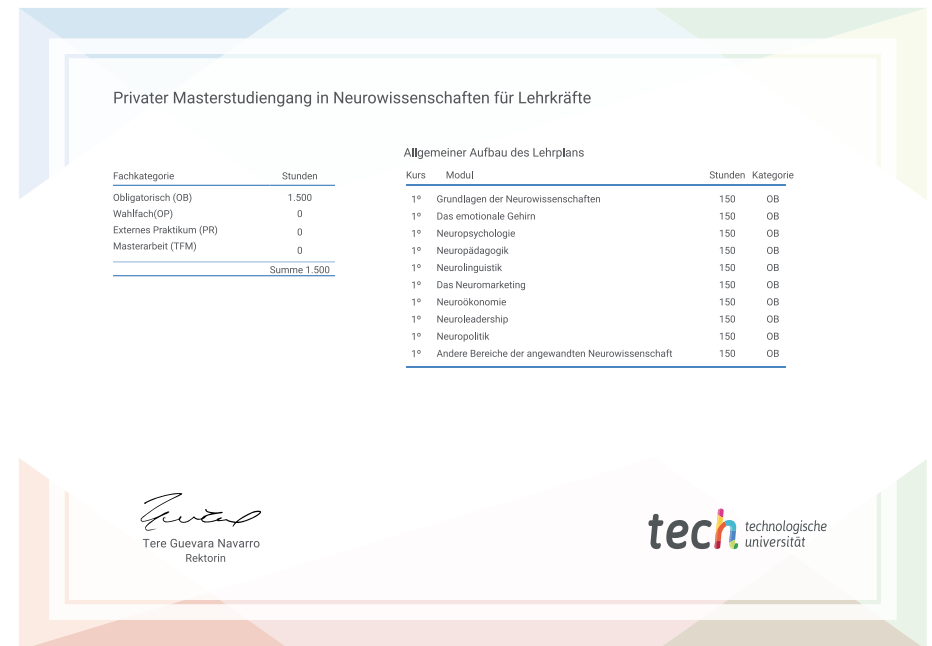 Privater Masterstudiengang in Neurowissenschaften für Lehrkräfte
Fachkategorie Stunden
Obligatorisch (OB) 1.500
Wahlfach(OP) 0
Externes Praktikum (PR) 0
Masterarbeit (TFM) 0
Summe 1.500
Allgemeiner Aufbau des Lehrplans
Kurs Modul Stunden Kategorie
1º Grundlagen der Neurowissenschaften 150 OB
1º Das emotionale Gehirn 150 OB
1º Neuropsychologie 150 OB
1º Neuropädagogik 150 OB
1º Neurolinguistik 150 OB
1º Das Neuromarketing 150 OB
1º Neuroökonomie 150 OB
1º Neuroleadership 150 OB
1º Neuropolitik 150 OB
1º Andere Bereiche der angewandten Neurowissenschaft 150 OB
Tere Guevara Navarro
Rektorin
tech technologische
universität